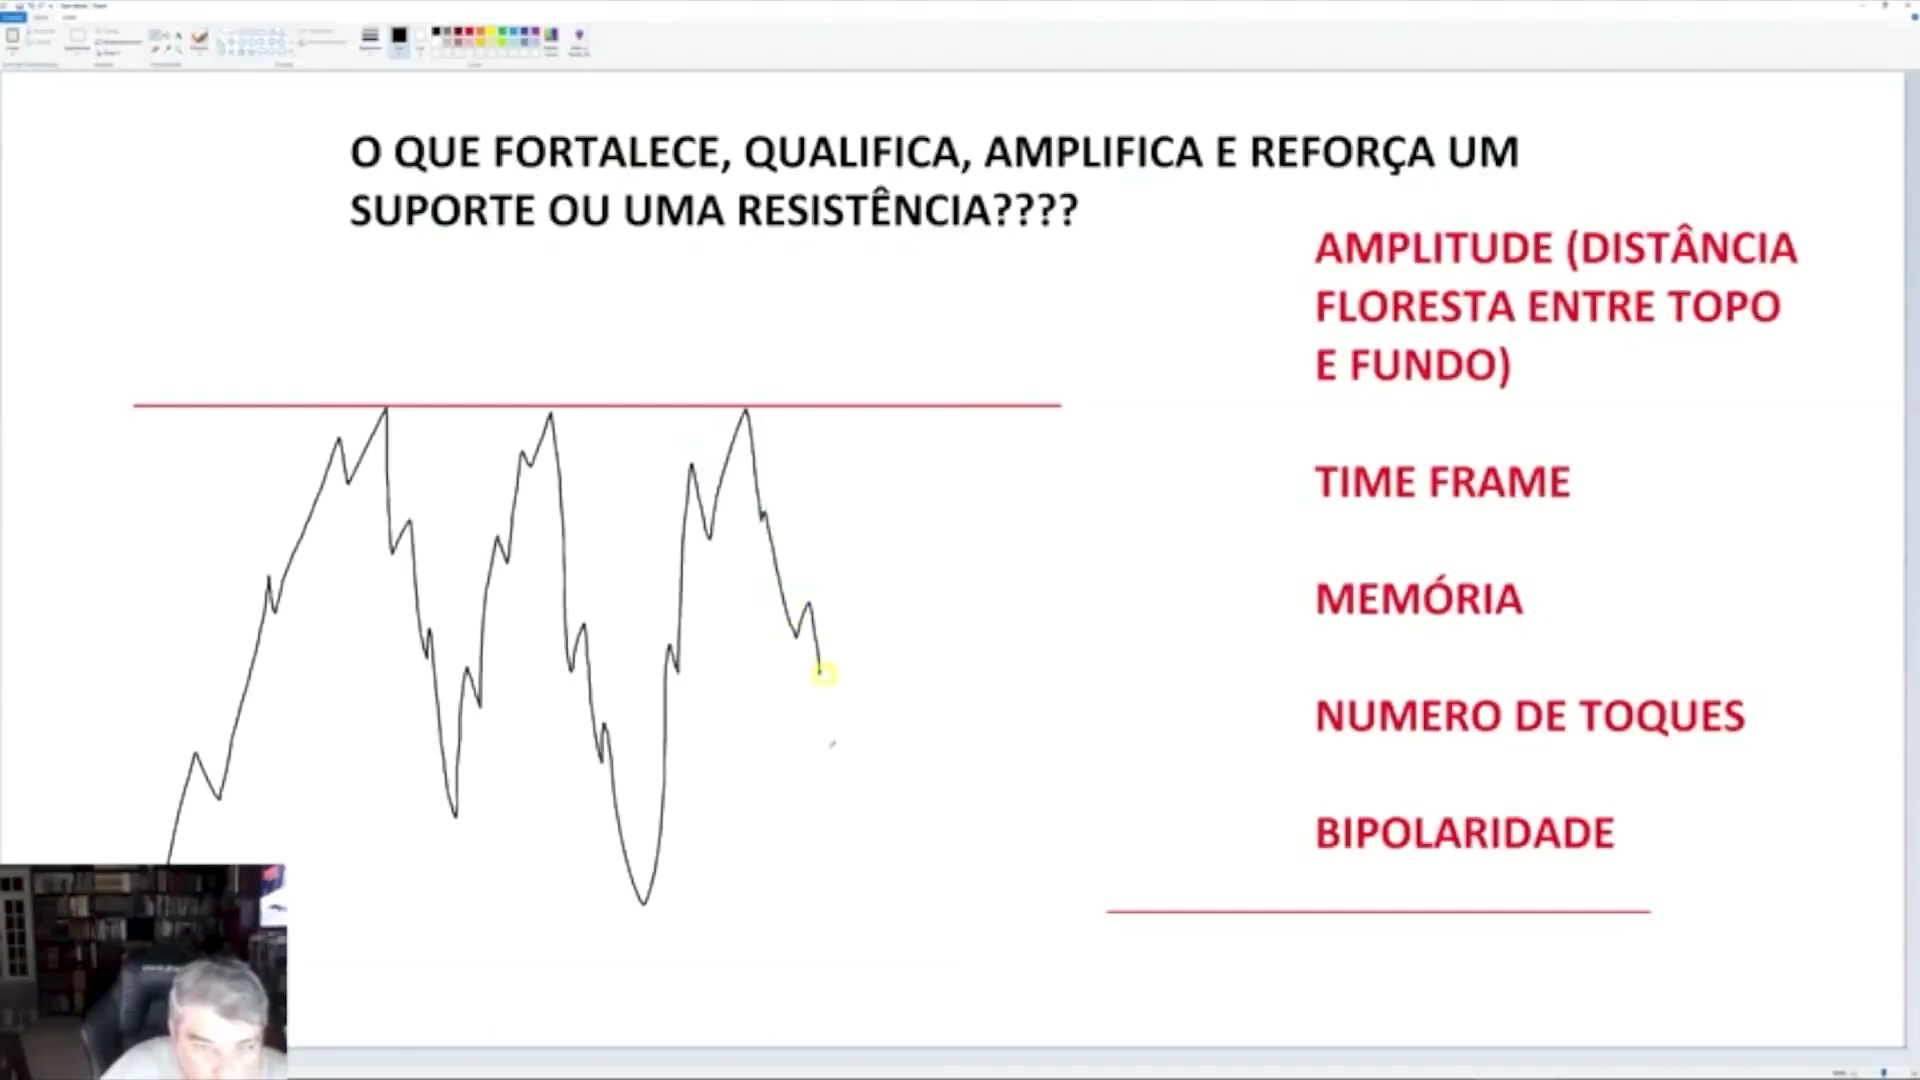 O QUE FORTALECE, QUALIFICA, AMPLIFICA E REFORÇA UM
SUPORTE OU UMA RESISTÊNCIA????
AMPLITUDE (DISTÂNCIA
FLORESTA ENTRE TOPO
E FUNDO)
TIME FRAME
MEMÓRIA
NUMERO DE TOQUES
BIPOLARIDADE